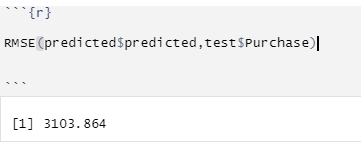 ```{r}
RMSE(predicted$predicted,test$Purchase)
```
[1] 3103.864